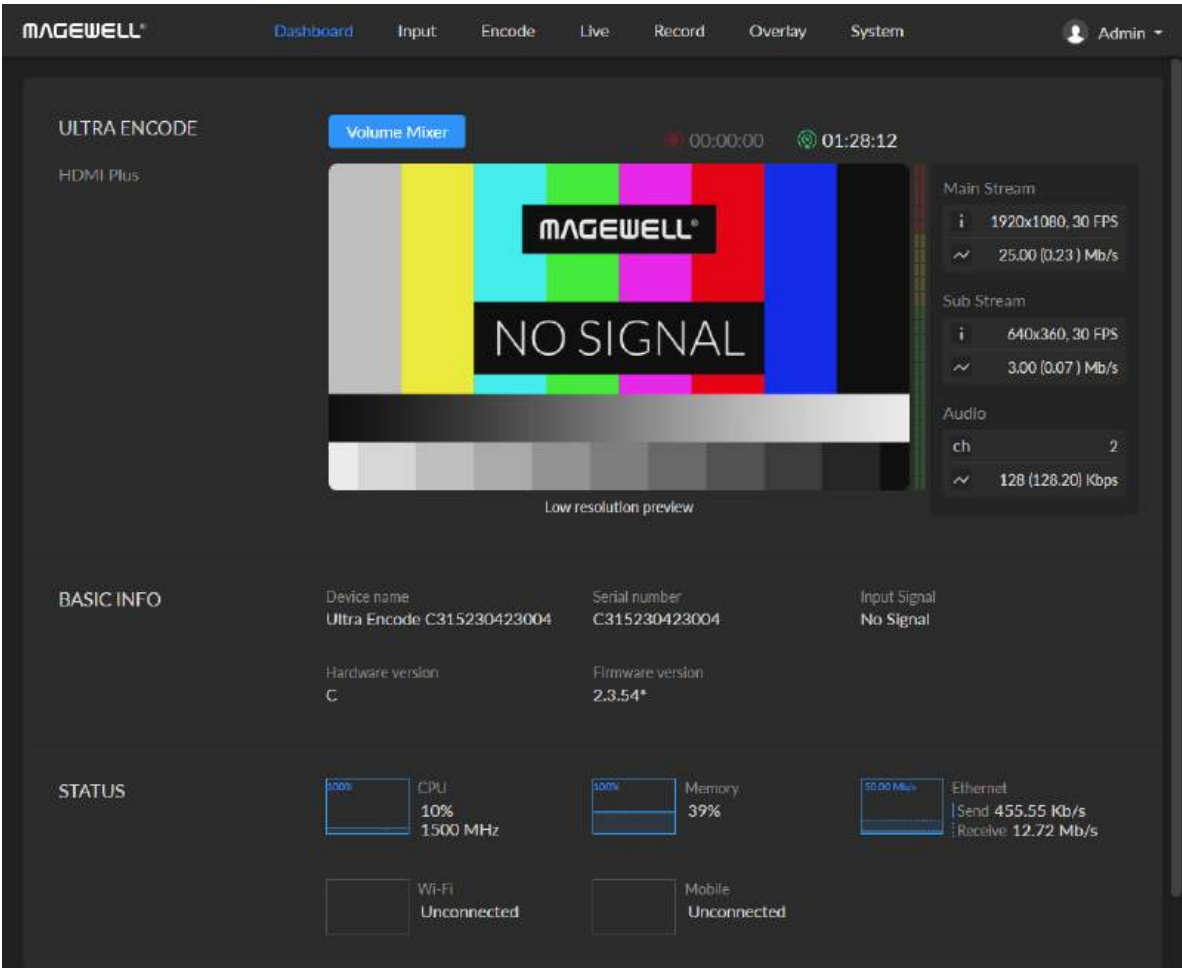 MAGEWELL®
Dashboard Input Encode Live Record Overlay System Admin
ULTRA ENCODE
HDMI Plus
Volume Mixer
00:00:00 01:28:12
MAGEWELL®
NO SIGNAL
Low resolution preview
Main Stream
i 1920x1080, 30 FPS
25.00 (0.23 ) Mb/s
Sub Stream
i 640x360, 30 FPS
3.00 (0.07 ) Mb/s
Audio
ch 2
128 (128.20) Kbps
BASIC INFO
Device name
Ultra Encode C315230423004
Serial number
C315230423004
Input Signal
No Signal
Hardware version
C
Firmware version
2.3.54*
STATUS
100%
CPU
10%
1500 MHz
100%
Memory
39%
50.00 Mb/s
Ethernet
Send 455.55 Kb/s
Receive 12.72 Mb/s
Wi-Fi
Unconnected
Mobile
Unconnected